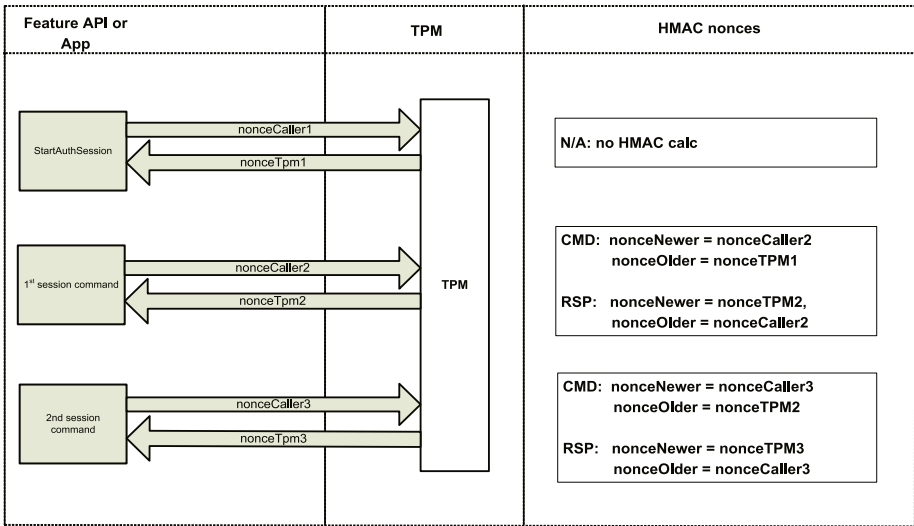 Feature API or
App
TPM
HMAC nonces
StartAuthSession
nonceCaller1
nonceTpm1
N/A: no HMAC calc
1st session command
nonceCaller2
nonceTpm2
TPM
CMD: nonceNewer = nonceCaller2
nonceOlder = nonceTPM1
RSP: nonceNewer = nonceTPM2,
nonceOlder = nonceCaller2
2nd session
command
nonceCaller3
nonceTpm3
CMD: nonceNewer = nonceCaller3
nonceOlder = nonceTPM2
RSP: nonceNewer = nonceTPM3
nonceOlder = nonceCaller3